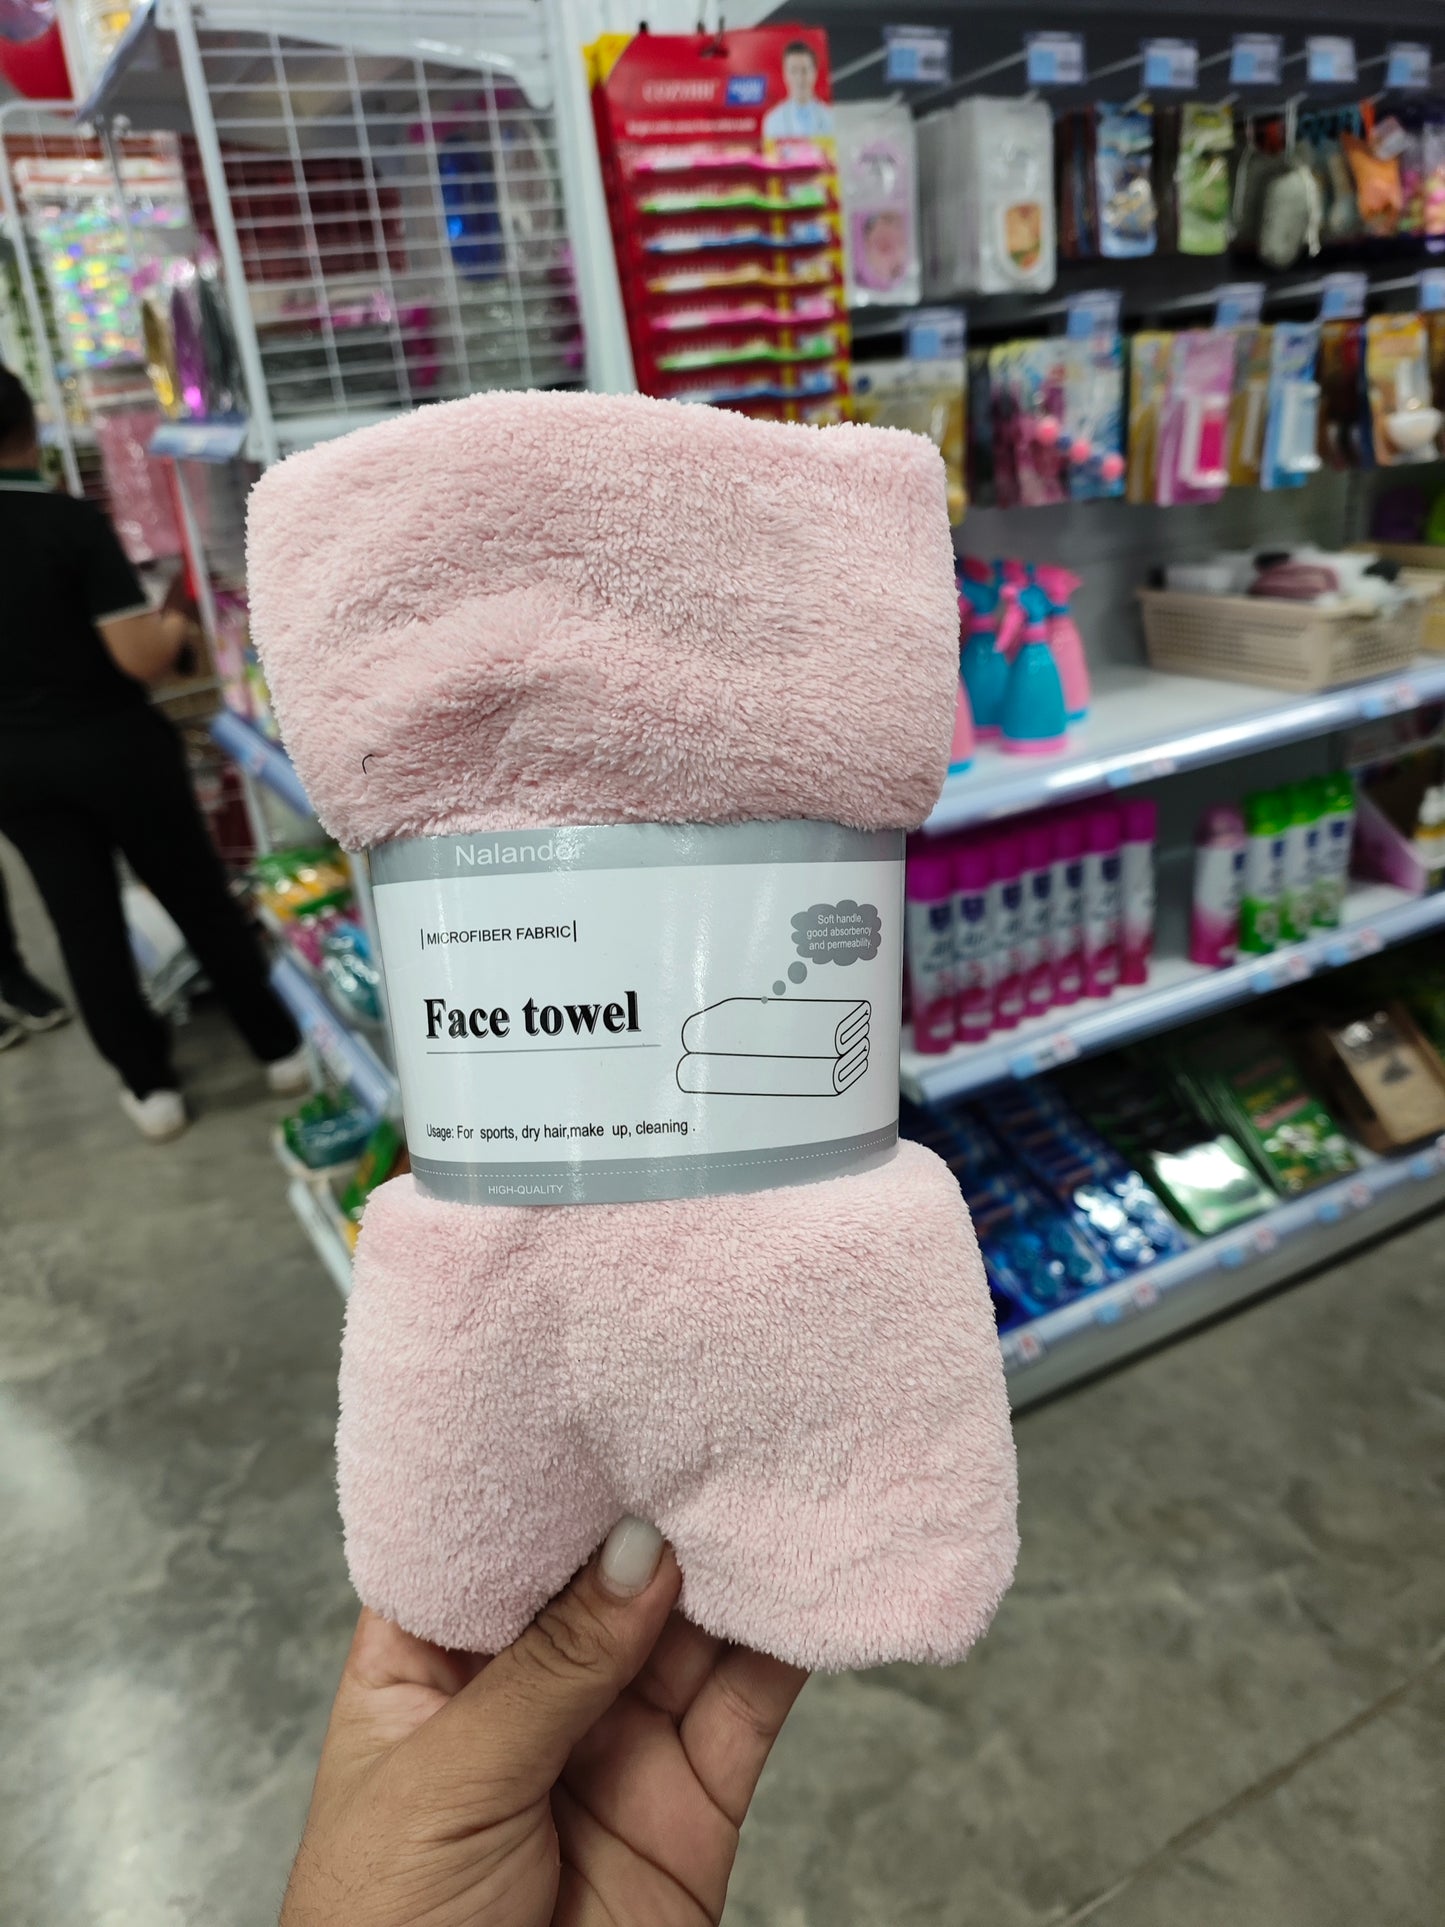 Nalander
|MICROFIBER FABRIC|
Soft handle,
good absorbency
and permeability.
Face towel
Usage: For sports, dry hair,make up, cleaning .
HIGH-QUALITY